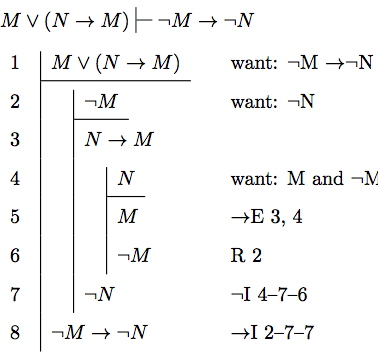 M ∨ (N → M) ⊢ ¬M → ¬N
1 M ∨ (N → M) want: ¬M →¬N
2 ¬M want: ¬N
3 N → M
4 N want: M and ¬M
5 M →E 3, 4
6 ¬M R 2
7 ¬N ¬I 4–7–6
8 ¬M → ¬N →I 2–7–7